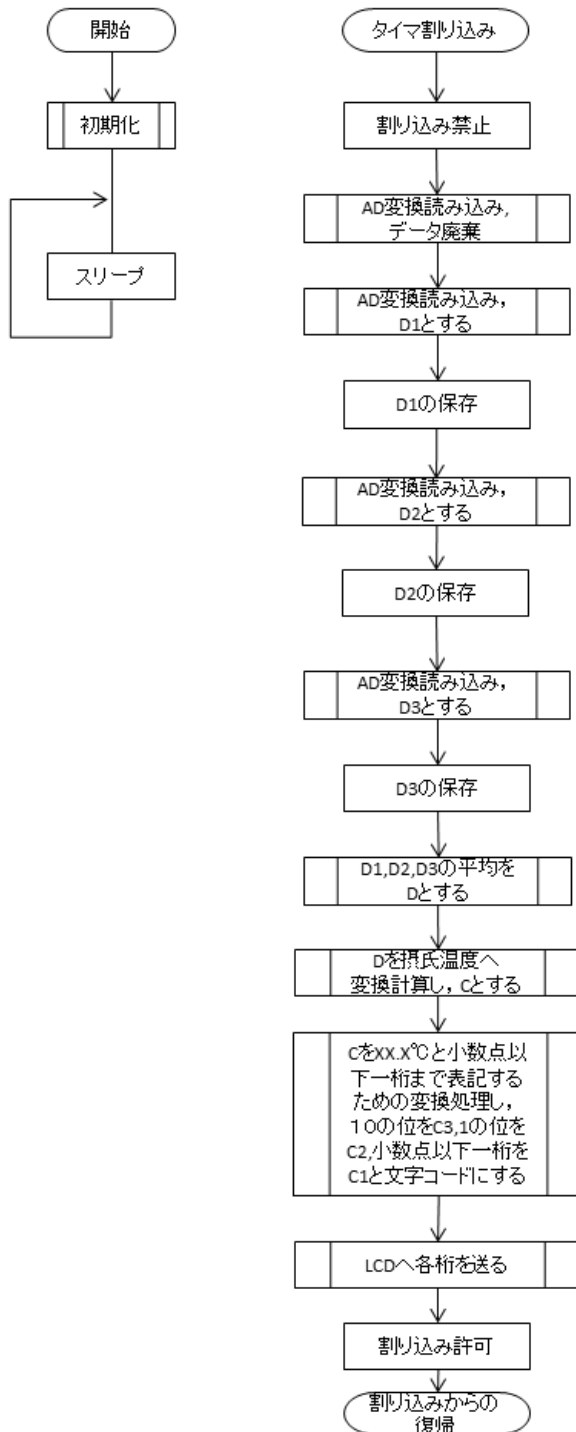 開始
初期化
スリープ
タイマ割り込み
割り込み禁止
AD変換読み込み,
データ廃棄
AD変換読み込み，
D1とする
D1の保存
AD変換読み込み，
D2とする
D2の保存
AD変換読み込み，
D3とする
D3の保存
D1,D2,D3の平均を
Dとする
Dを摂氏温度へ
変換計算し，Cとする
CをXX.X℃と小数点以
下一桁まで表記する
ための変換処理し，
１０の位をC3,1の位を
C2,小数点以下一桁を
C1と文字コードにする
LCDへ各桁を送る
割り込み許可
割り込みからの
復帰